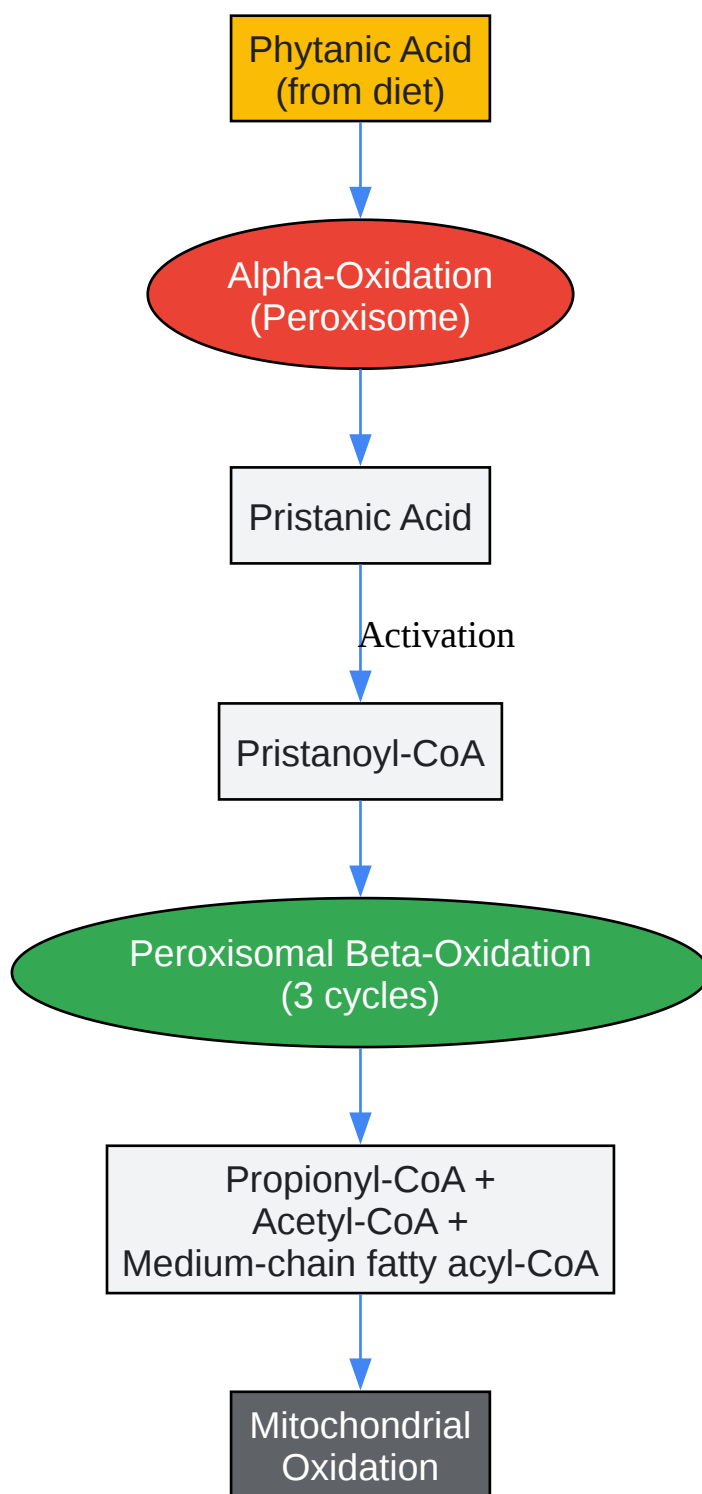 Phytanic Acid
(from diet)
Alpha-Oxidation
(Peroxisome)
Pristanic Acid
Activation
Pristanoyl-CoA
Peroxisomal Beta-Oxidation
(3 cycles)
Propionyl-CoA +
Acetyl-CoA +
Medium-chain fatty acyl-CoA
Mitochondrial
Oxidation